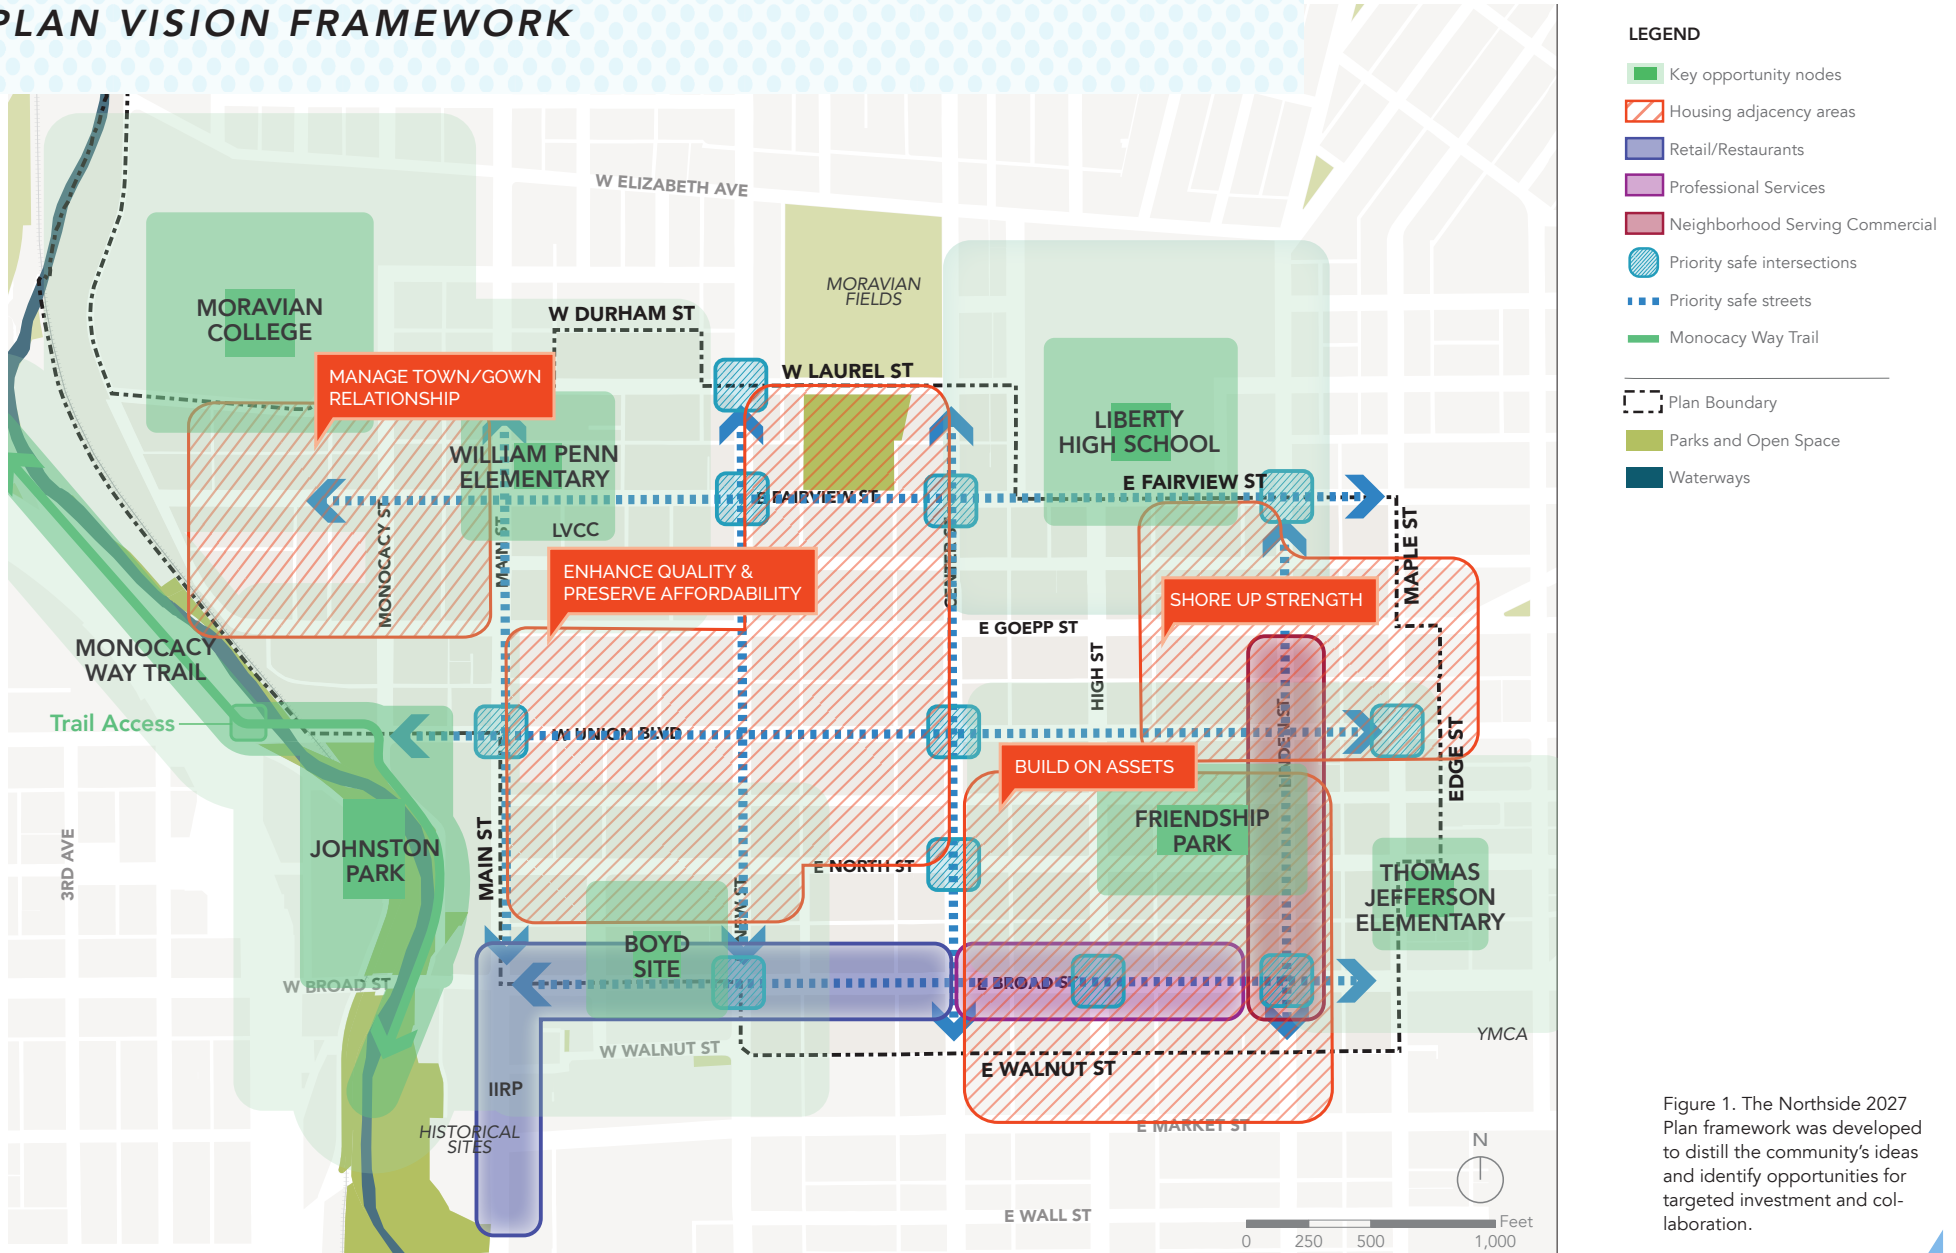 PLAN VISION FRAMEWORK
W ELIZABETH AVE
MORAVIAN
FIELDS
MORAVIAN
COLLEGE
W DURHAM ST
W LAUREL ST
MANAGE TOWN/GOWN
RELATIONSHIP
WILLIAM PENN
ELEMENTARY
LIBERTY
HIGH SCHOOL
E FAIRVIEW ST
E FAIRVIEW ST
LVCC
MONOCACY ST
MAIN ST
CENTER ST
MAPLE ST
ENHANCE QUALITY &
PRESERVE AFFORDABILITY
SHORE UP STRENGTH
E GOEPP ST
HIGH ST
MONOCACY
WAY TRAIL
Trail Access
W UNION BLVD
LINDEN ST
EDGE ST
BUILD ON ASSETS
FRIENDSHIP
PARK
3RD AVE
JOHNSTON
PARK
MAIN ST
E NORTH ST
THOMAS
JEFFERSON
ELEMENTARY
NEW ST
BOYD
SITE
W BROAD ST
E BROAD ST
YMCA
W WALNUT ST
E WALNUT ST
IIRP
HISTORICAL
SITES
E MARKET ST
E WALL ST
N
Feet
0 250 500 1,000
LEGEND
Key opportunity nodes
Housing adjacency areas
Retail/Restaurants
Professional Services
Neighborhood Serving Commercial
Priority safe intersections
Priority safe streets
Monocacy Way Trail
Plan Boundary
Parks and Open Space
Waterways
Figure 1. The Northside 2027
Plan framework was developed
to distill the community's ideas
and identify opportunities for
targeted investment and col-
laboration.